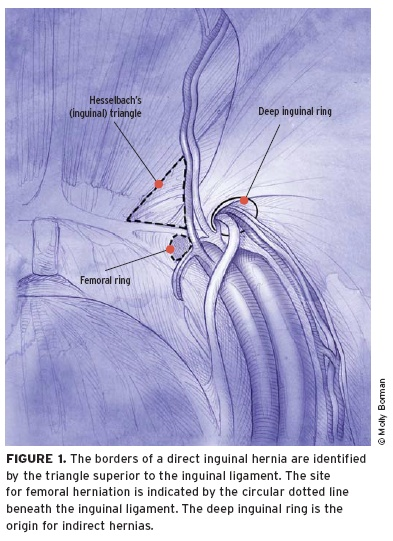 Hesselbach's
(inguinal) triangle
Deep inguinal ring
Femoral ring
© Molly Borman
FIGURE 1. The borders of a direct inguinal hernia are identified
by the triangle superior to the inguinal ligament. The site
for femoral herniation is indicated by the circular dotted line
beneath the inguinal ligament. The deep inguinal ring is the
origin for indirect hernias.